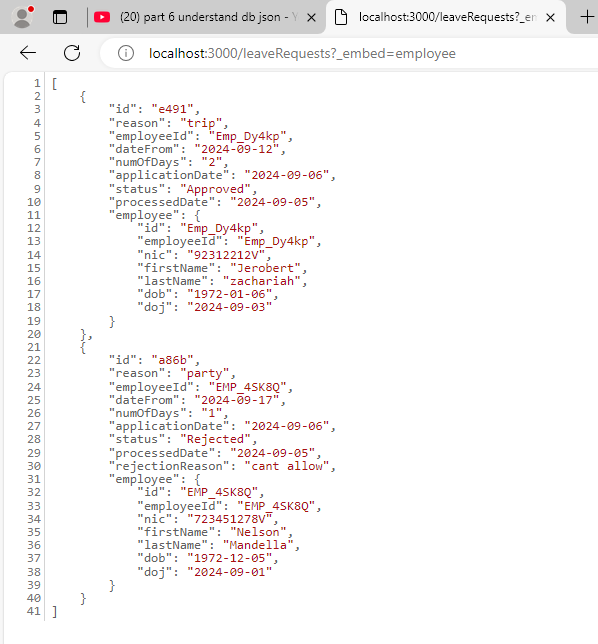 (20) part 6 understand db json - Y
localhost:3000/leaveRequests?_en
localhost:3000/leaveRequests?_embed=employee
1 [
2 {
3 "id": "e491",
4 "reason": "trip",
5 "employeeId": "Emp_Dy4kp",
6 "dateFrom": "2024-09-12",
7 "numOfDays": "2",
8 "applicationDate": "2024-09-06",
9 "status": "Approved",
10 "processedDate": "2024-09-05",
11 "employee": {
12 "id": "Emp_Dy4kp",
13 "employeeId": "Emp_Dy4kp",
14 "nic": "92312212V",
15 "firstName": "Jerobert",
16 "lastName": "zachariah",
17 "dob": "1972-01-06",
18 "doj": "2024-09-03"
19 }
20 },
21 {
22 "id": "a86b",
23 "reason": "party",
24 "employeeId": "EMP_4SK8Q",
25 "dateFrom": "2024-09-17",
26 "numOfDays": "1",
27 "applicationDate": "2024-09-06",
28 "status": "Rejected",
29 "processedDate": "2024-09-05",
30 "rejectionReason": "cant allow",
31 "employee": {
32 "id": "EMP_4SK8Q",
33 "employeeId": "EMP_4SK8Q",
34 "nic": "723451278V",
35 "firstName": "Nelson",
36 "lastName": "Mandella",
37 "dob": "1972-12-05",
38 "doj": "2024-09-01"
39 }
40 }
41 ]